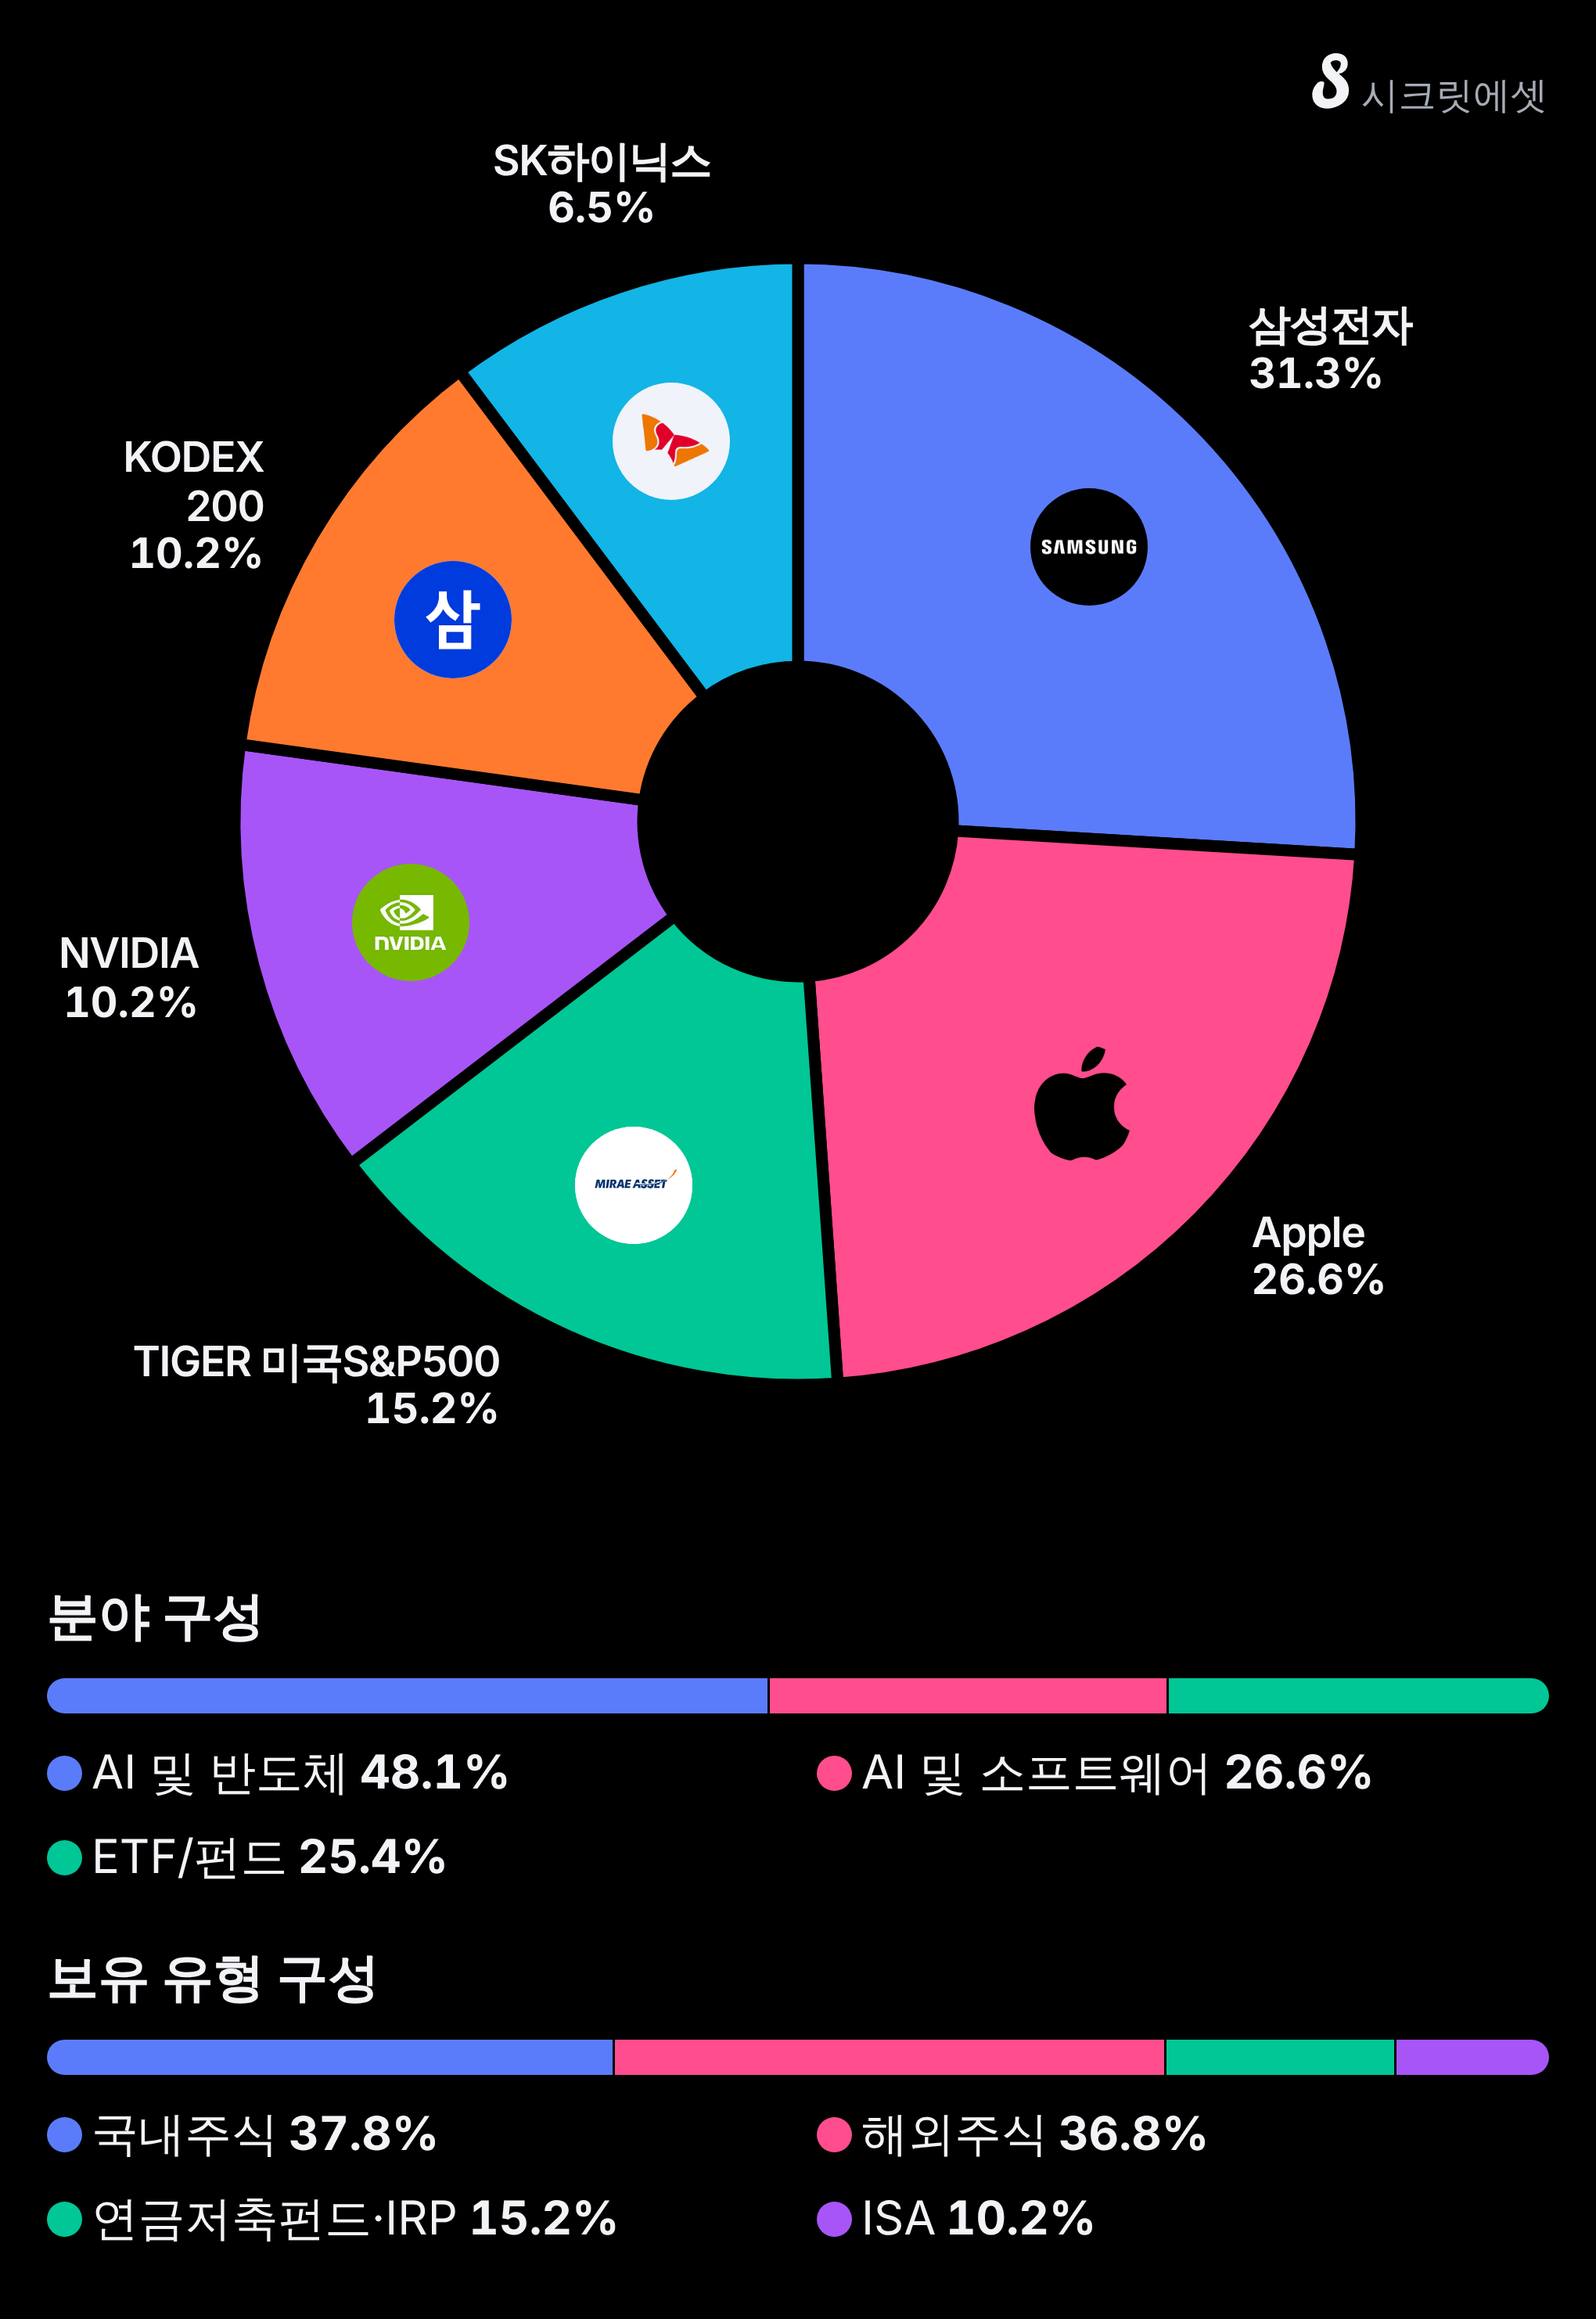 시크릿에셋
SK하이닉스
6.5%
삼성전자
31.3%
SAMSUNG
KODEX
200
10.2%
삼
NVIDIA
NVIDIA
10.2%
MIRAE ASSET
Apple
26.6%
TIGER 미국S&P500
15.2%
분야 구성
AI 및 반도체 48.1%
AI 및 소프트웨어 26.6%
ETF/펀드 25.4%
보유 유형 구성
국내주식 37.8%
해외주식 36.8%
연금저축펀드·IRP 15.2%
ISA 10.2%